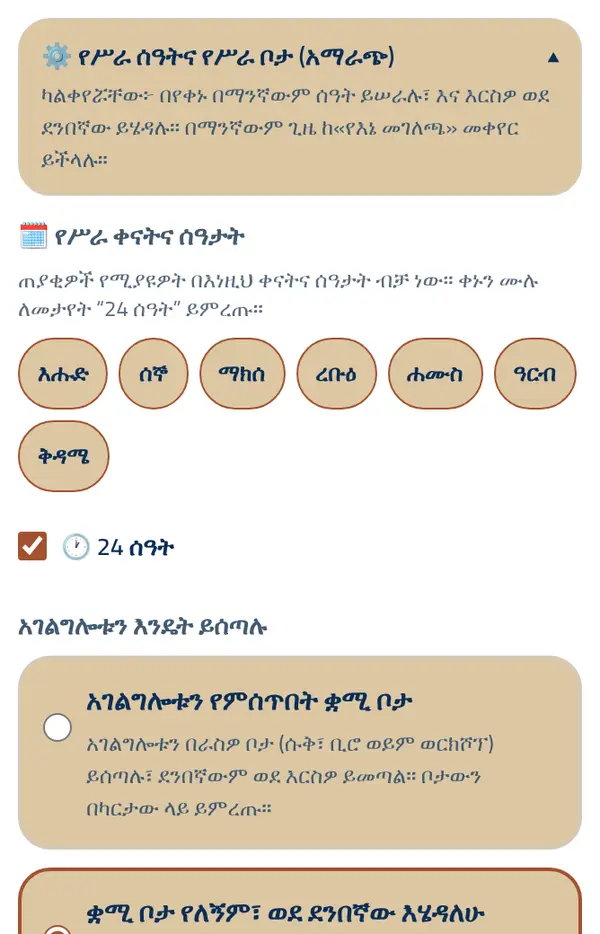 ⚙️ የሥራ ሰዓትና የሥራ ቦታ (አማራጭ) ▲
ካልቀየሯቸው፦ በየቀኑ በማንኛውም ሰዓት ይሠራሉ፣ እና እርስዎ ወደ
ደንበኛው ይሄዳሉ። በማንኛውም ጊዜ ከ«የእኔ መገለጫ» መቀየር
ይችላሉ።
🗓️ የሥራ ቀናትና ሰዓታት
ጠያቂዎች የሚያዩዎት በእነዚህ ቀናትና ሰዓታት ብቻ ነው። ቀኑን ሙሉ
ለመታየት “24 ሰዓት” ይምረጡ።
እሑድ ሰኞ ማክሰ ረቡዕ ሐሙስ ዓርብ
ቅዳሜ
🕐 24 ሰዓት
አገልግሎቱን እንዴት ይሰጣሉ
አገልግሎቱን የምሰጥበት ቋሚ ቦታ
አገልግሎቱን በራስዎ ቦታ (ሱቅ፣ ቢሮ ወይም ወርክሾፕ)
ይሰጣሉ፣ ደንበኛውም ወደ እርስዎ ይመጣል። ቦታውን
በካርታው ላይ ይምረጡ።
ቋሚ ቦታ የለኝም፣ ወደ ደንበኛው እሄዳለሁ